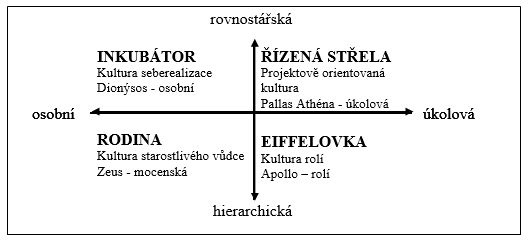 rovnostářská
INKUBÁTOR
Kultura seberealizace
Dionýsos - osobní
ŘÍZENÁ STŘELA
Projektově orientovaná
kultura
Pallas Athéna - úkolová
osobní
úkolová
RODINA
Kultura starostlivého vůdce
Zeus - mocenská
EIFFELOVKA
Kultura rolí
Apollo – rolí
hierarchická